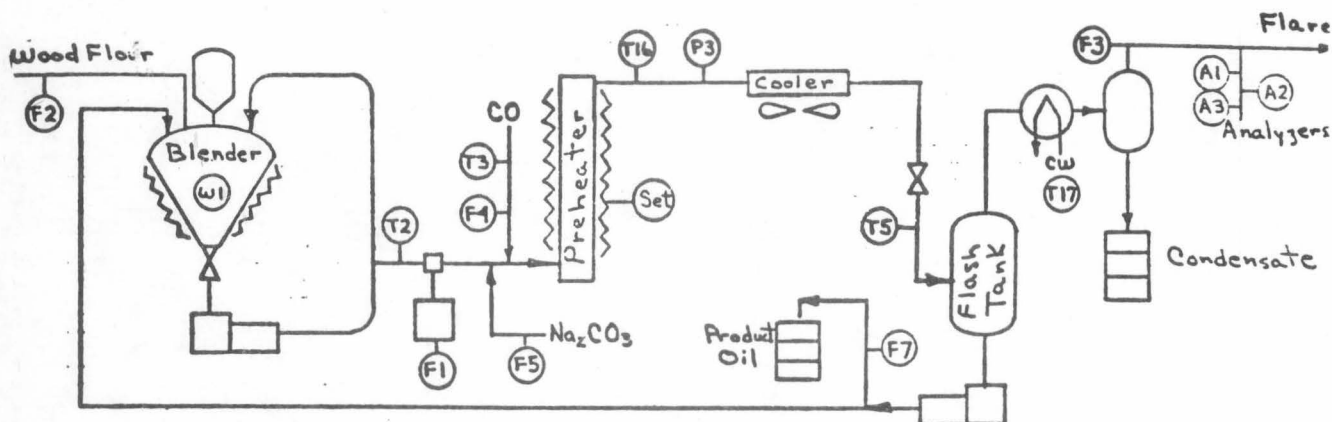 Wood Flour
F2
Blender
W1
T2
F1
CO
T3
F4
Na2CO3
F5
Preheater
Set
T16
P3
Cooler
T5
Flash
Tank
Product
Oil
F7
CW
T17
F3
Flare
A1
A2
A3
Analyzers
Condensate